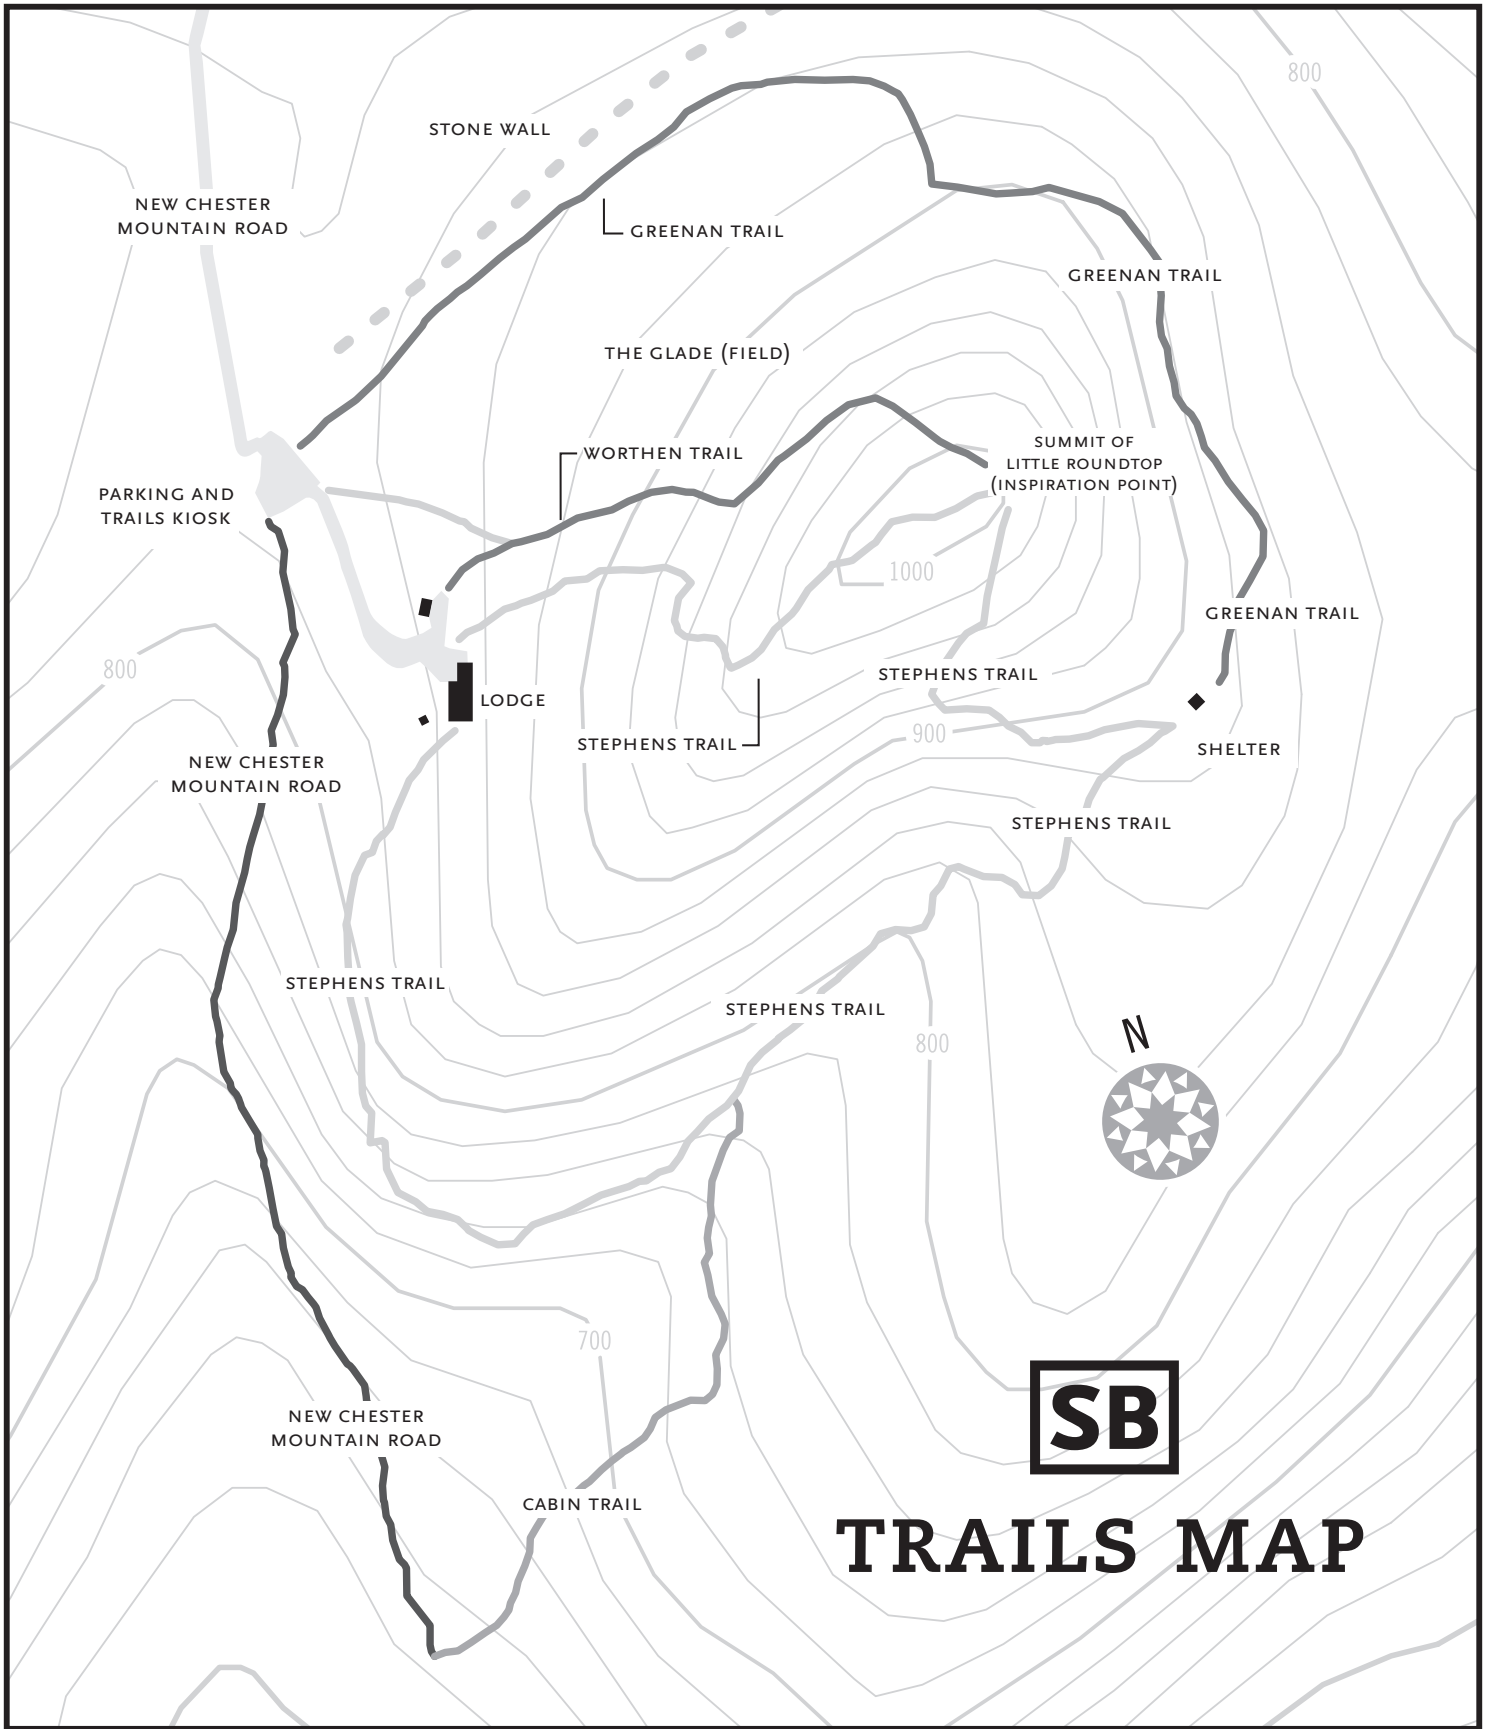 800
STONE WALL
NEW CHESTER
MOUNTAIN ROAD
GREENAN TRAIL
GREENAN TRAIL
THE GLADE (FIELD)
SUMMIT OF
LITTLE ROUNDTOP
(INSPIRATION POINT)
WORTHEN TRAIL
PARKING AND
TRAILS KIOSK
1000
GREENAN TRAIL
800
STEPHENS TRAIL
LODGE
900
STEPHENS TRAIL
SHELTER
NEW CHESTER
MOUNTAIN ROAD
STEPHENS TRAIL
STEPHENS TRAIL
STEPHENS TRAIL
N
800
700
SB
NEW CHESTER
MOUNTAIN ROAD
CABIN TRAIL
TRAILS MAP